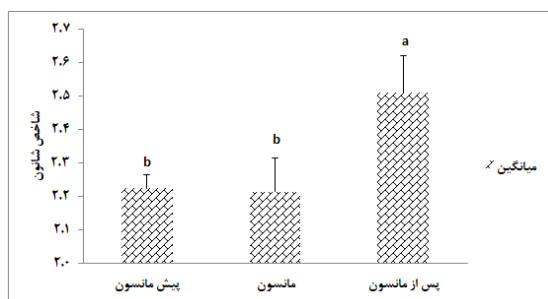 شاخص شانون
۲.۷
۲.۶
۲.۵
۲.۴
۲.۳
۲.۲
۲.۱
۲.۰
b
b
a
پیش مانسون
مانسون
پس از مانسون
میانگین